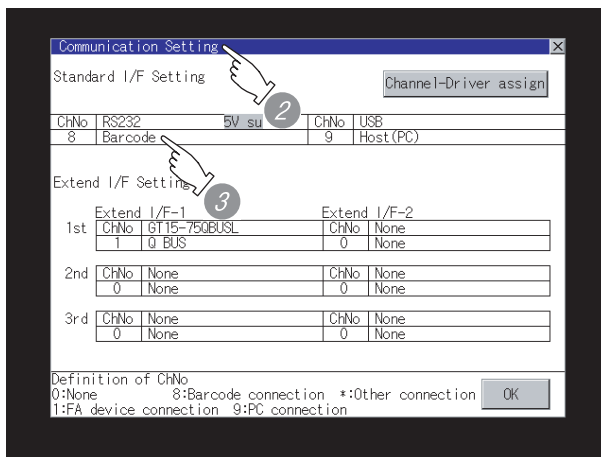 Communication Setting
Standard I/F Setting
Channel-Driver assign
ChNo RS232 5V su ChNo USB
8 Barcode 9 Host(PC)
2
Extend I/F Setting
3
Extend I/F-1 Extend I/F-2
1st ChNo GT15-75QBUSL ChNo None
1 Q BUS 0 None
2nd ChNo None ChNo None
0 None 0 None
3rd ChNo None ChNo None
0 None 0 None
Definition of ChNo
0:None 8:Barcode connection *:Other connection OK
1:FA device connection 9:PC connection